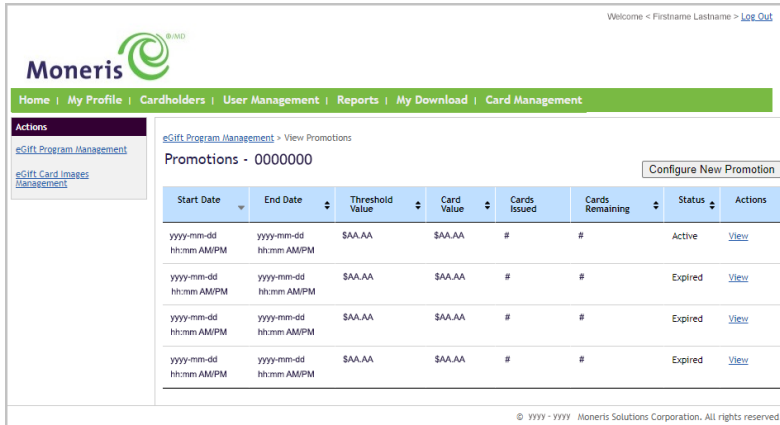 Welcome < Firstname Lastname > Log Out
Moneris ®/MD
Home | My Profile | Cardholders | User Management | Reports | My Download | Card Management
Actions
eGift Program Management
eGift Card Images
Management
eGift Program Management > View Promotions
Promotions - 0000000
Configure New Promotion
Start Date End Date Threshold Value Card Value Cards Issued Cards Remaining Status Actions
yyyy-mm-dd yyyy-mm-dd $AA.AA $AA.AA # # Active View
hh:mm AM/PM hh:mm AM/PM
yyyy-mm-dd yyyy-mm-dd $AA.AA $AA.AA # # Expired View
hh:mm AM/PM hh:mm AM/PM
yyyy-mm-dd yyyy-mm-dd $AA.AA $AA.AA # # Expired View
hh:mm AM/PM hh:mm AM/PM
yyyy-mm-dd yyyy-mm-dd $AA.AA $AA.AA # # Expired View
hh:mm AM/PM hh:mm AM/PM
© yyyy - yyyy Moneris Solutions Corporation. All rights reserved